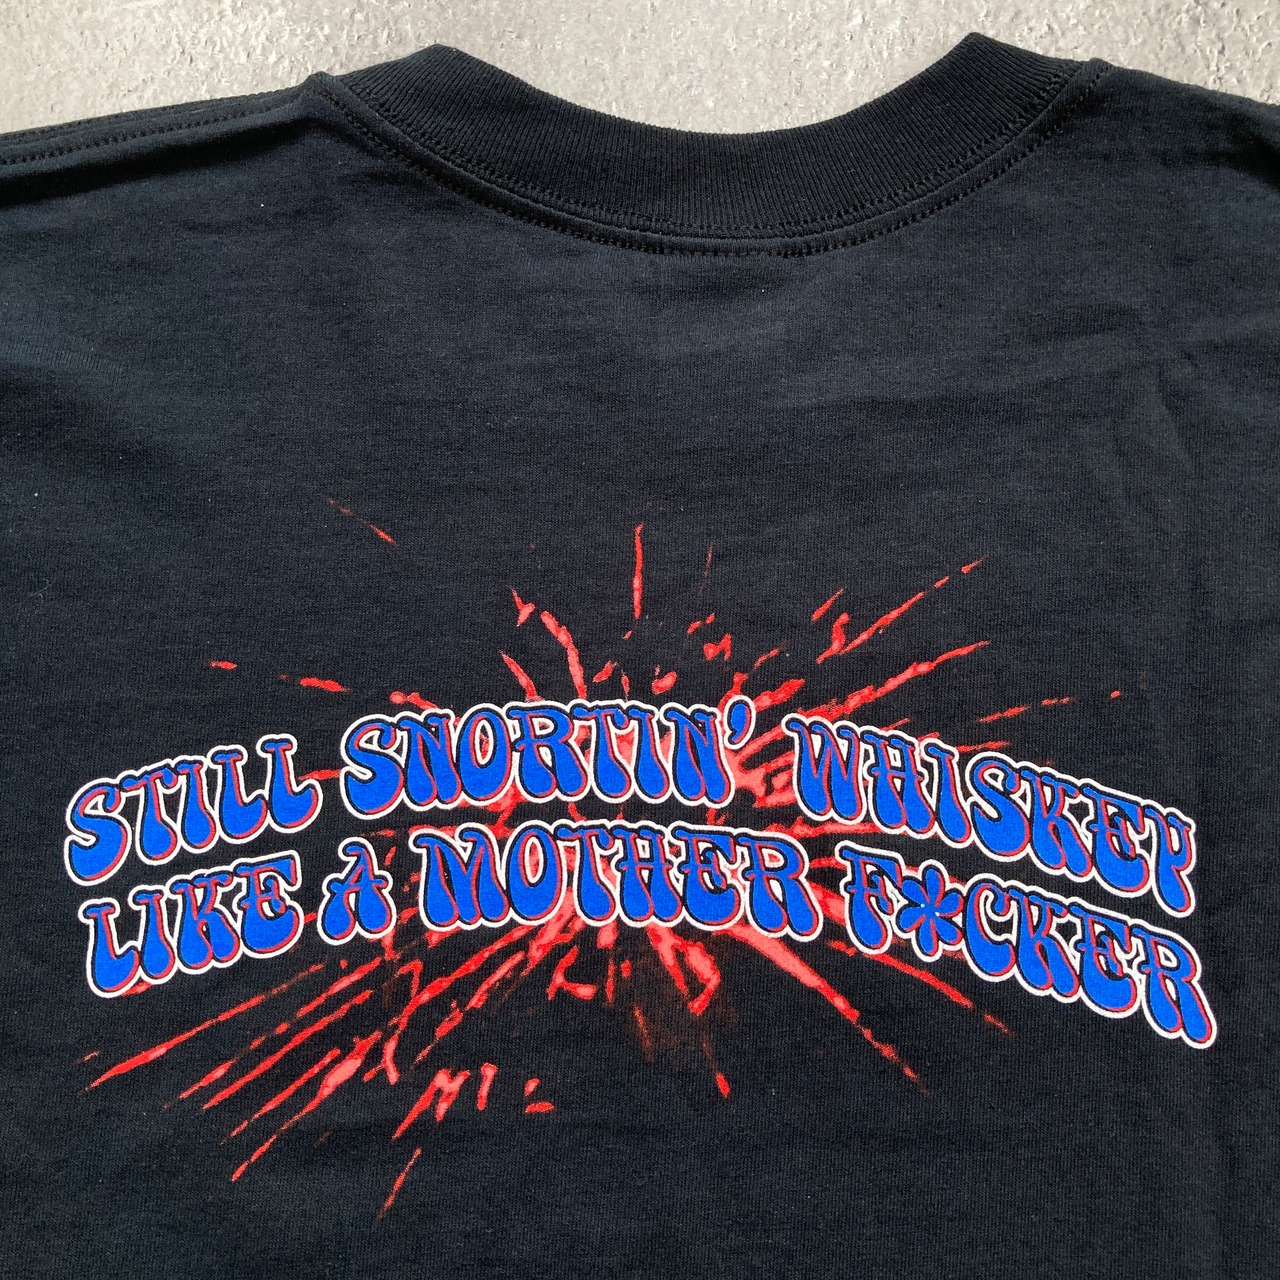 STILL SNORTIN' WHISKEY
LIKE A MOTHER F*CKER